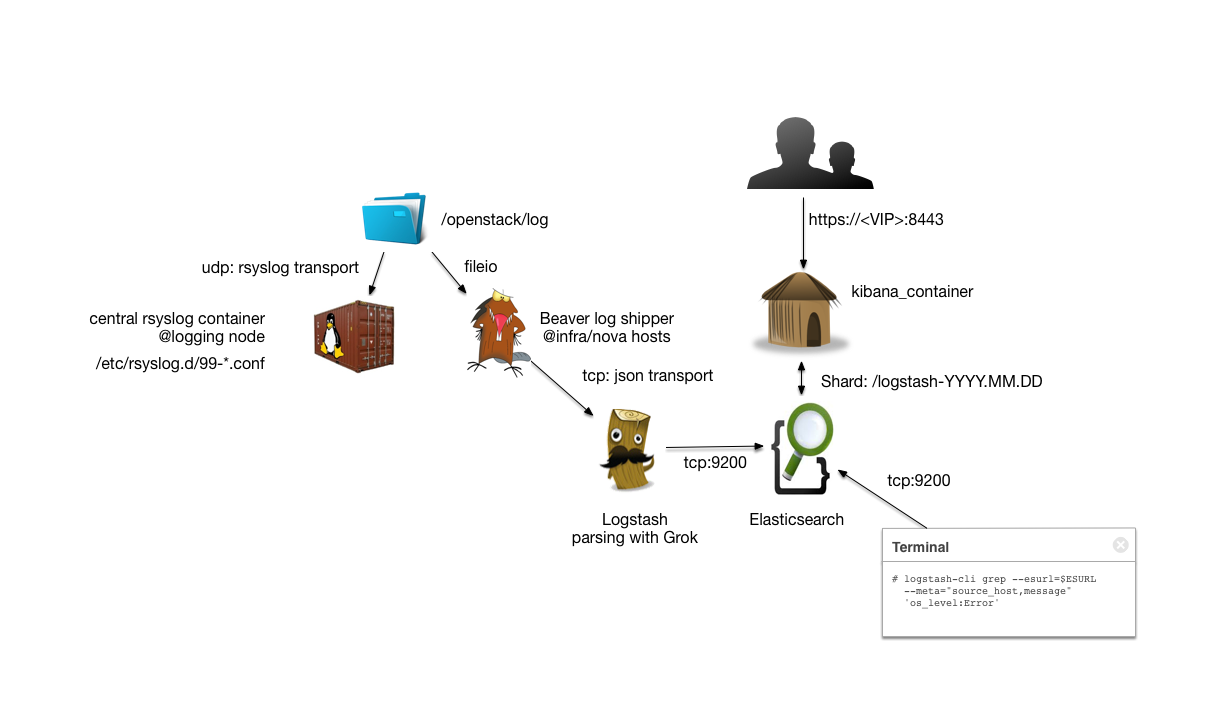 https://<VIP>:8443
/openstack/log
udp: rsyslog transport
fileio
kibana_container
central rsyslog container
@logging node
/etc/rsyslog.d/99-*.conf
Beaver log shipper
@infra/nova hosts
tcp: json transport
Shard: /logstash-YYYY.MM.DD
tcp:9200
tcp:9200
Logstash
parsing with Grok
Elasticsearch
Terminal
# logstash-cli grep --esurl=$ESURL
--meta="source_host,message"
'os_level:Error'